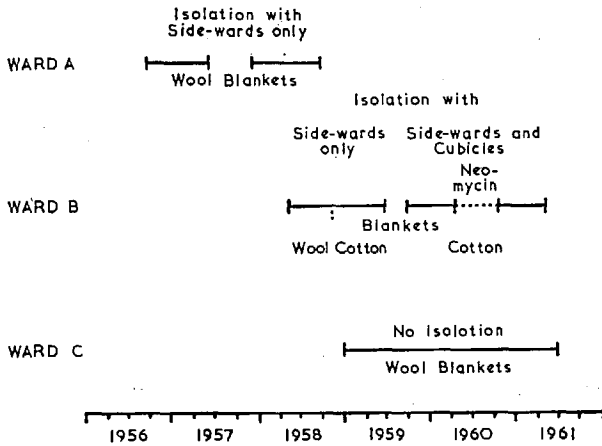 Isolation with
Side-wards only
WARD A
Wool Blankets
Isolation with
Side-wards only
Side-wards and Cubicles
Neo-
mycin
WARD B
Blankets
Wool Cotton
Cotton
No Isolotion
WARD C
Wool Blankets
1956 1957 1958 1959 1960 1961